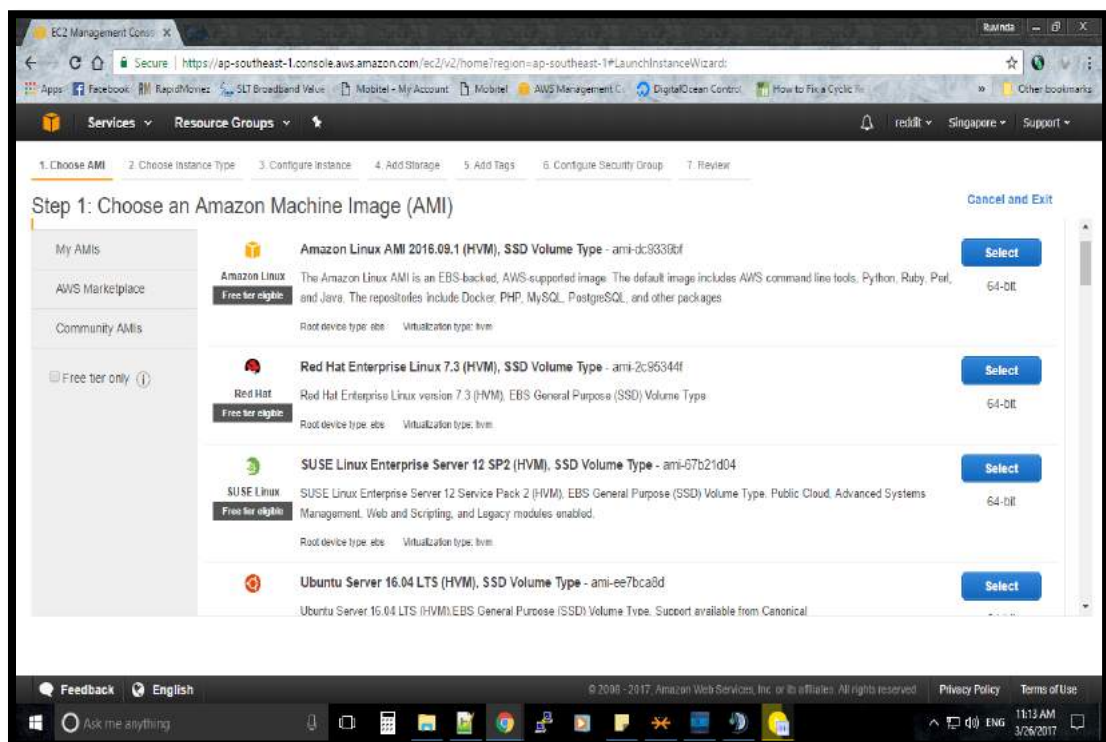 EC2 Management Cons
Ruvinda
Secure | https://ap-southeast-1.console.aws.amazon.com/ec2/v2/home?region=ap-southeast-1#LaunchInstanceWizard:
Apps Facebook RapidMoviez SLT Broadband Value Mobitel - My Account Mobitel AWS Management C DigitalOcean Control How to Fix a Cyclic Re » Other bookmarks
Services Resource Groups reddit Singapore Support
1. Choose AMI 2. Choose Instance Type 3. Configure Instance 4. Add Storage 5. Add Tags 6. Configure Security Group 7. Review
Step 1: Choose an Amazon Machine Image (AMI)
Cancel and Exit
My AMIs
AWS Marketplace
Community AMIs
Free tier only
Amazon Linux
Free tier eligible
Amazon Linux AMI 2016.09.1 (HVM), SSD Volume Type - ami-dc9339bf
The Amazon Linux AMI is an EBS-backed, AWS-supported image. The default image includes AWS command line tools, Python, Ruby, Perl,
and Java. The repositories include Docker, PHP, MySQL, PostgreSQL, and other packages.
Root device type: ebs Virtualization type: hvm
Select
64-bit
Red Hat
Free tier eligible
Red Hat Enterprise Linux 7.3 (HVM), SSD Volume Type - ami-2c95344f
Red Hat Enterprise Linux version 7.3 (HVM), EBS General Purpose (SSD) Volume Type
Root device type: ebs Virtualization type: hvm
Select
64-bit
SUSE Linux
Free tier eligible
SUSE Linux Enterprise Server 12 SP2 (HVM), SSD Volume Type - ami-67b21d04
SUSE Linux Enterprise Server 12 Service Pack 2 (HVM), EBS General Purpose (SSD) Volume Type. Public Cloud, Advanced Systems
Management, Web and Scripting, and Legacy modules enabled.
Root device type: ebs Virtualization type: hvm
Select
64-bit
Ubuntu Server 16.04 LTS (HVM), SSD Volume Type - ami-ee7bca8d
Ubuntu Server 16.04 LTS (HVM),EBS General Purpose (SSD) Volume Type. Support available from Canonical
Select
Feedback English
© 2008 - 2017, Amazon Web Services, Inc. or its affiliates. All rights reserved. Privacy Policy Terms of Use
Ask me anything
ENG
11:13 AM
3/26/2017